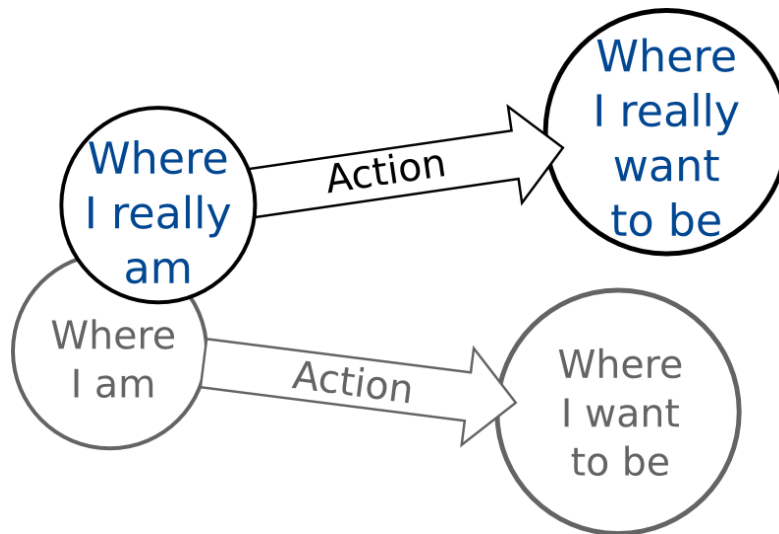 Where
I really
am
Action
Where
I really
want
to be
Where
I am
Action
Where
I want
to be